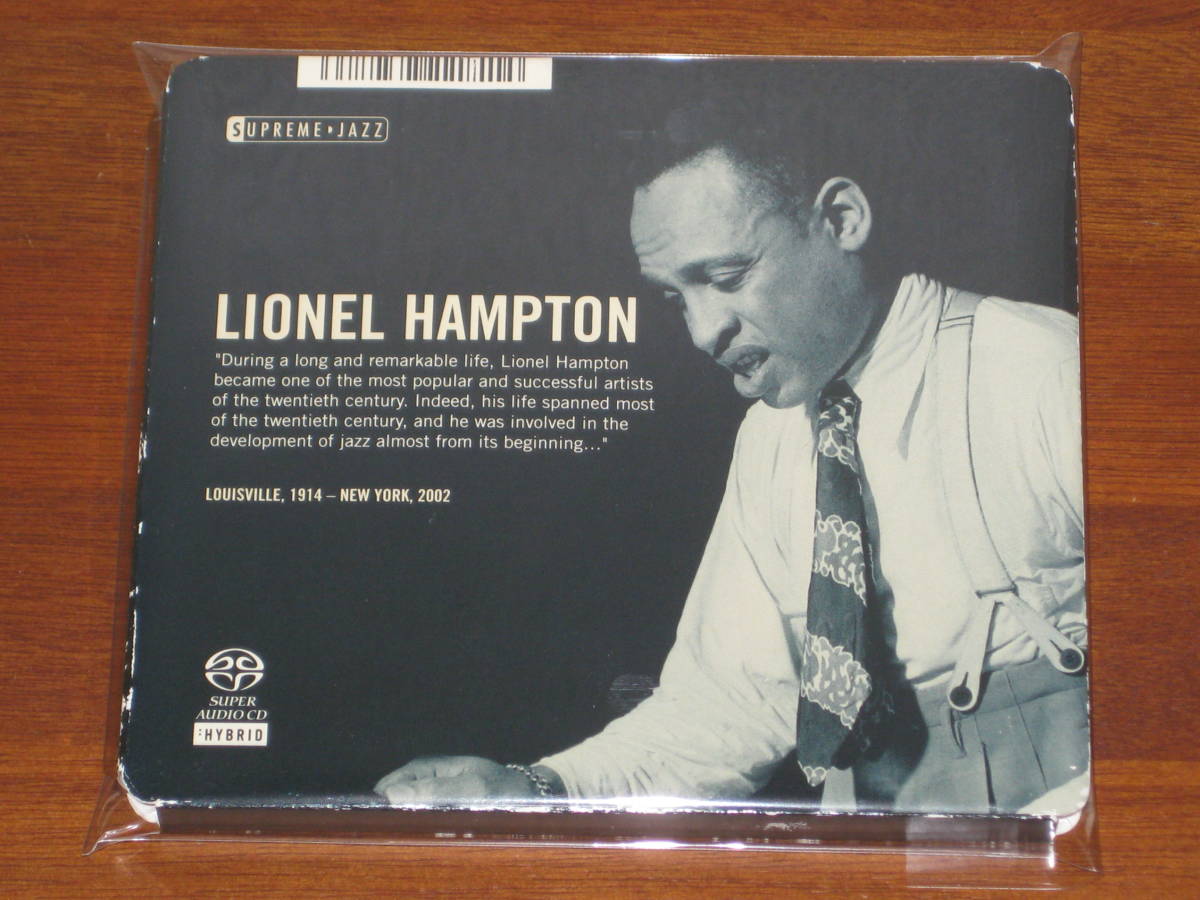 SUPREME JAZZ
LIONEL HAMPTON
"During a long and remarkable life, Lionel Hampton
became one of the most popular and successful artists
of the twentieth century. Indeed, his life spanned most
of the twentieth century, and he was involved in the
development of jazz almost from its beginning..."
LOUISVILLE, 1914 – NEW YORK, 2002
SUPER
AUDIO CD
HYBRID